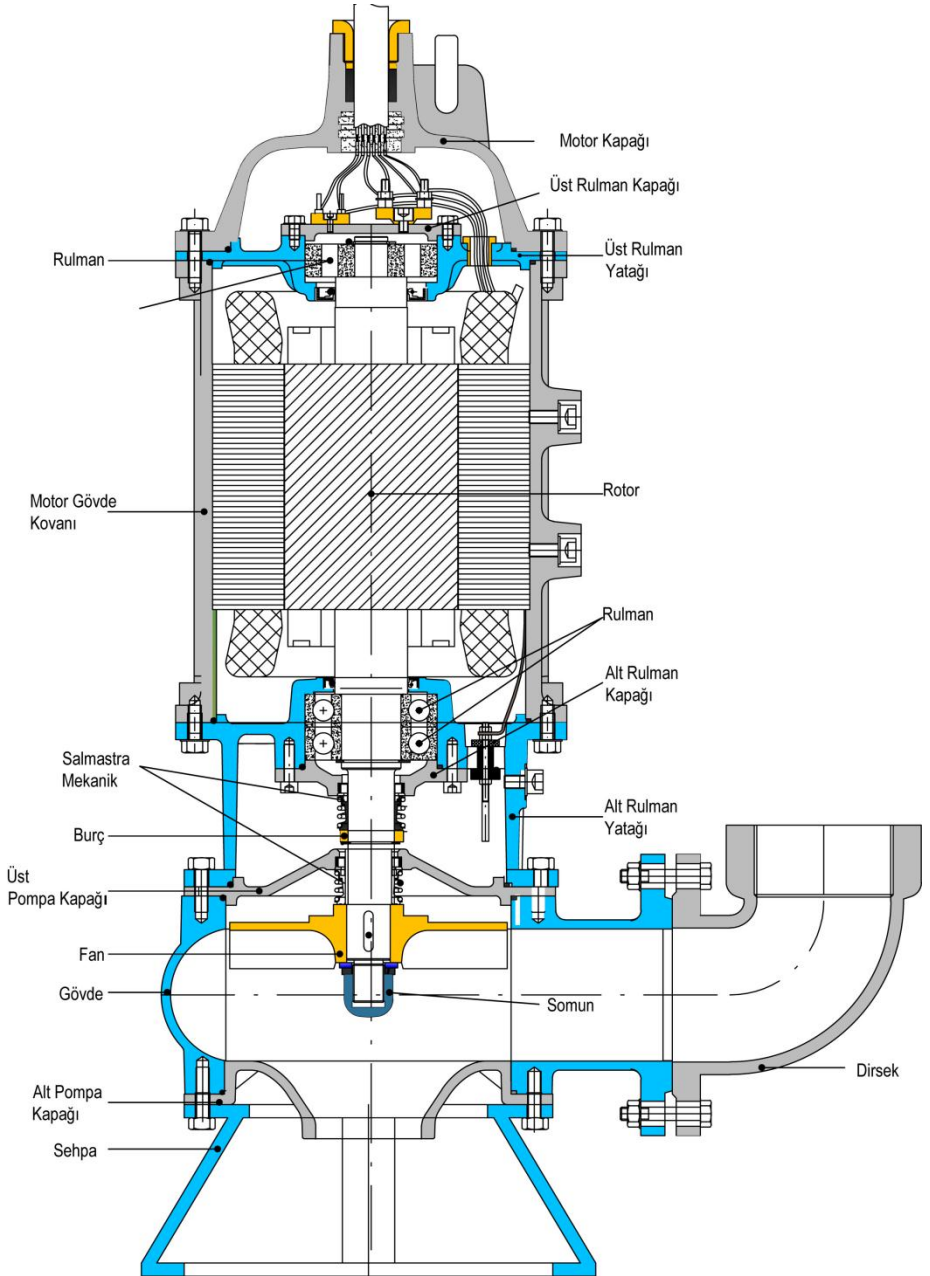 Motor Kapağı
Üst Rulman Kapağı
Rulman
Üst Rulman
Yatağı
Motor Gövde
Kovanı
Rotor
Rulman
Alt Rulman
Kapağı
Salmastra
Mekanik
Burç
Alt Rulman
Yatağı
Üst
Pompa Kapağı
Fan
Gövde
Somun
Dirsek
Alt Pompa
Kapağı
Sehpa